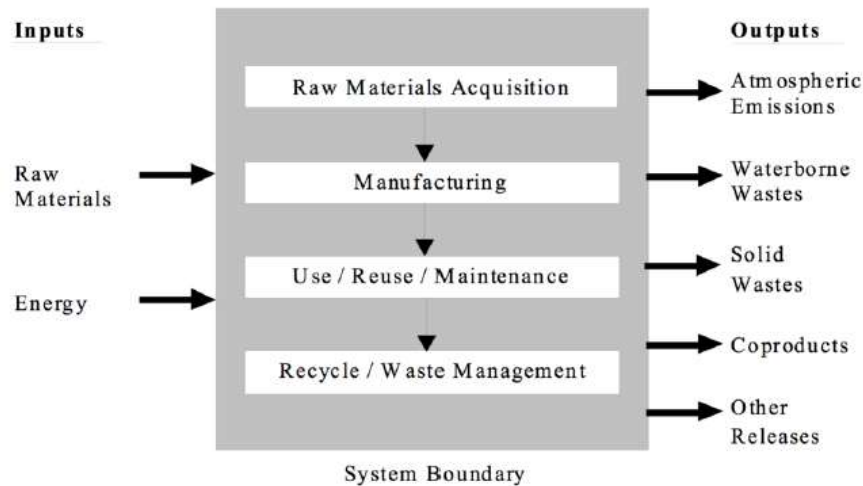 Inputs
Raw
Materials
Energy
Raw Materials Acquisition
Manufacturing
Use / Reuse / Maintenance
Recycle / Waste Management
System Boundary
Outputs
Atmospheric
Emissions
Waterborne
Wastes
Solid
Wastes
Coproducts
Other
Releases